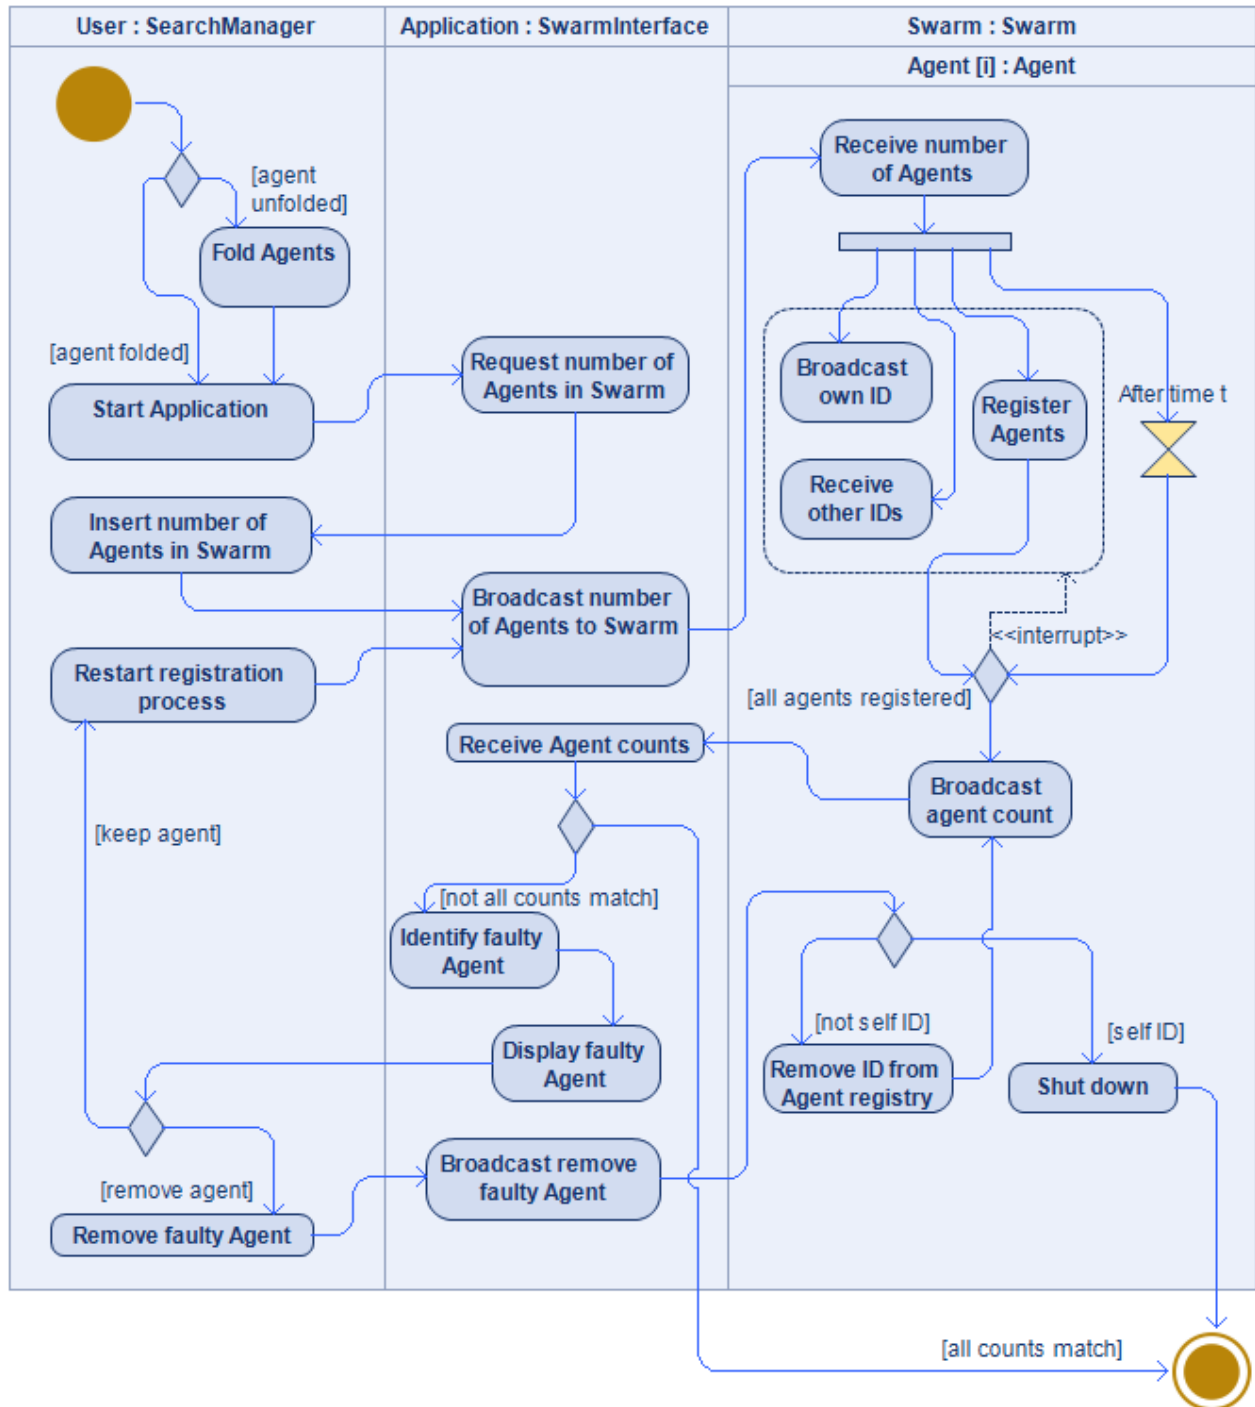 User : SearchManager
Application : SwarmInterface
Swarm : Swarm
Agent [i] : Agent
[agent
unfolded]
Fold Agents
[agent folded]
Start Application
Request number of
Agents in Swarm
Insert number of
Agents in Swarm
Broadcast number
of Agents to Swarm
Restart registration
process
Receive number
of Agents
Broadcast
own ID
Register
Agents
After time t
Receive
other IDs
<<interrupt>>
[all agents registered]
Receive Agent counts
Broadcast
agent count
[keep agent]
[not all counts match]
Identify faulty
Agent
Display faulty
Agent
[not self ID]
[self ID]
Remove ID from
Agent registry
Shut down
[remove agent]
Remove faulty Agent
Broadcast remove
faulty Agent
[all counts match]